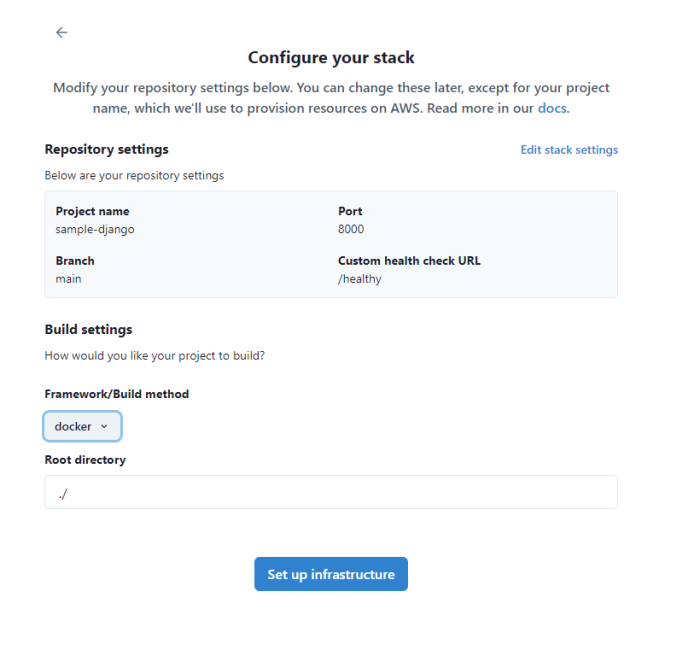 Configure your stack
Modify your repository settings below. You can change these later, except for your project
name, which we'll use to provision resources on AWS. Read more in our docs.
Repository settings
Edit stack settings
Below are your repository settings
Project name
sample-django
Port
8000
Branch
main
Custom health check URL
/healthy
Build settings
How would you like your project to build?
Framework/Build method
docker
Root directory
./
Set up infrastructure